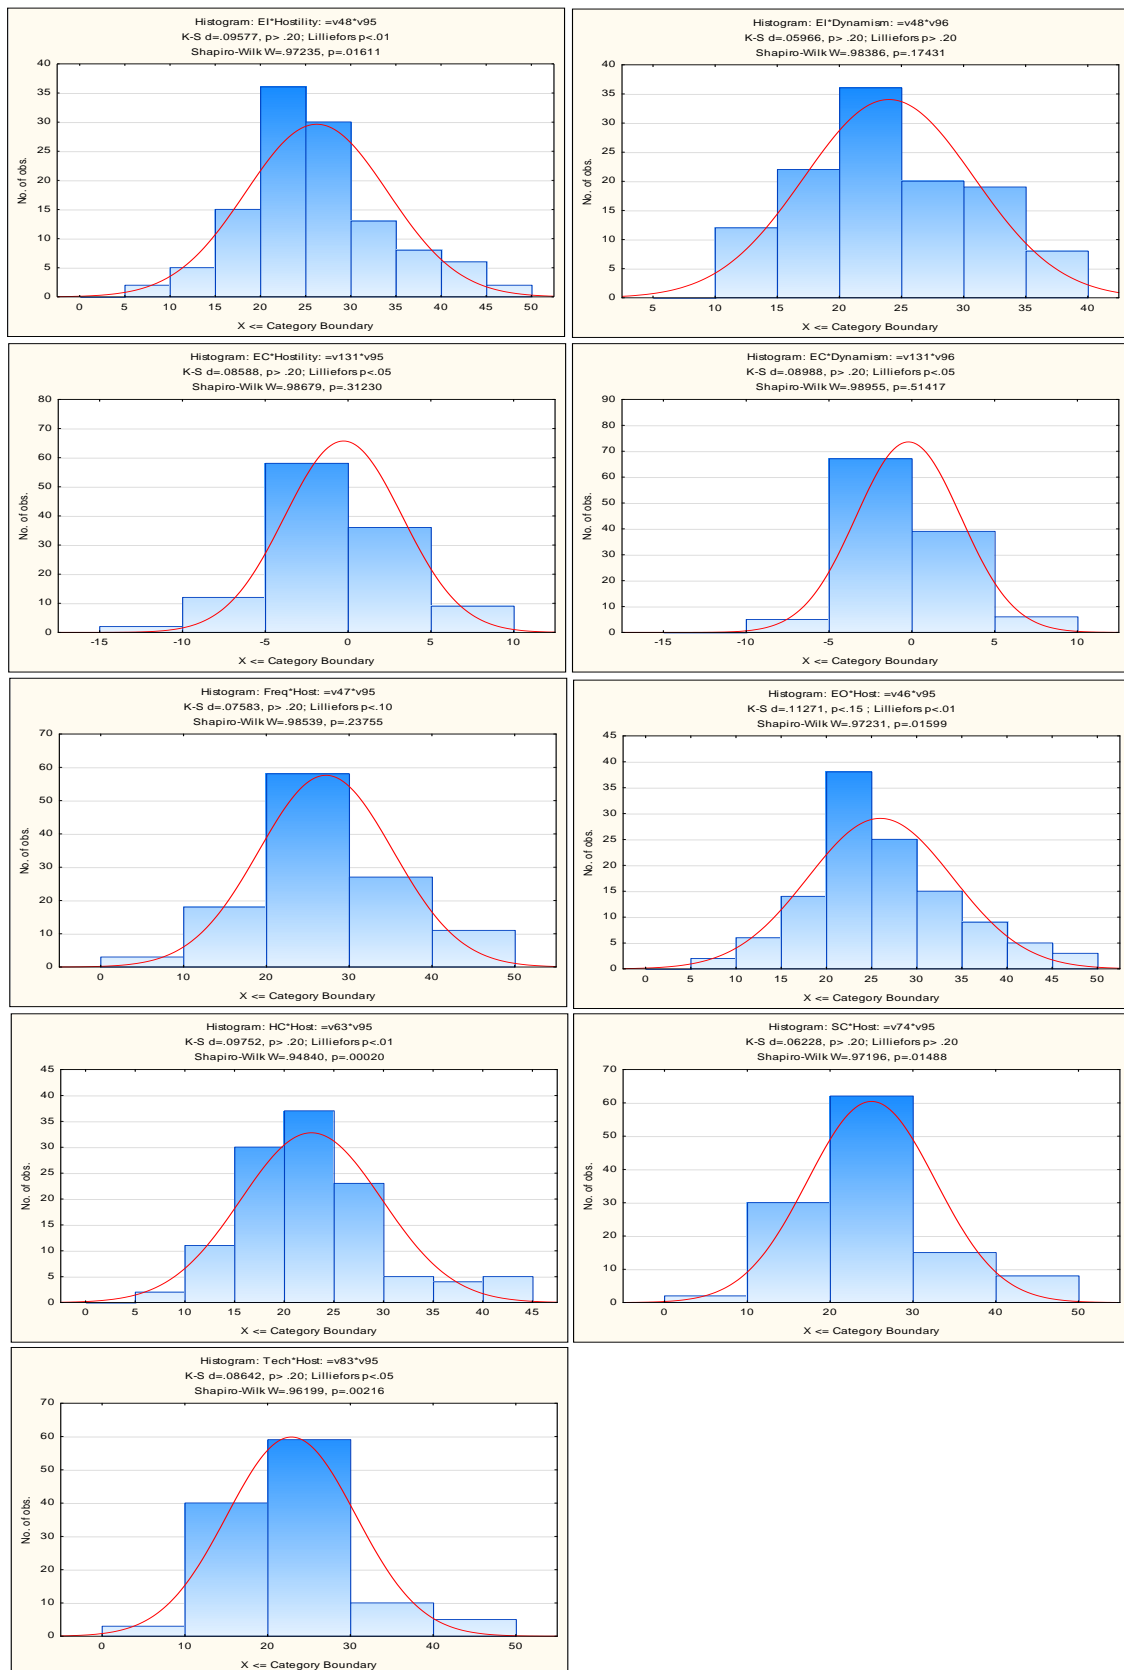 Histogram: EI*Hostility: =v48*v95
K-S d=.09577, p> .20; Lilliefors p<.01
Shapiro-Wilk W=.97235, p=.01611
40
35
30
25
20
15
10
5
0
No. of obs.
0 5 10 15 20 25 30 35 40 45 50
X <= Category Boundary
Histogram: EI*Dynamism: =v48*v96
K-S d=.05966, p> .20; Lilliefors p> .20
Shapiro-Wilk W=.98386, p=.17431
40
35
30
25
20
15
10
5
0
No. of obs.
5 10 15 20 25 30 35 40
X <= Category Boundary
Histogram: EC*Hostility: =v131*v95
K-S d=.08588, p> .20; Lilliefors p<.05
Shapiro-Wilk W=.98679, p=.31230
80
70
60
50
40
30
20
10
0
No. of obs.
-15 -10 -5 0 5 10
X <= Category Boundary
Histogram: EC*Dynamism: =v131*v96
K-S d=.08988, p> .20; Lilliefors p<.05
Shapiro-Wilk W=.98955, p=.51417
90
80
70
60
50
40
30
20
10
0
No. of obs.
-15 -10 -5 0 5 10
X <= Category Boundary
Histogram: Freq*Host: =v47*v95
K-S d=.07583, p> .20; Lilliefors p<.10
Shapiro-Wilk W=.98539, p=.23755
70
60
50
40
30
20
10
0
No. of obs.
0 10 20 30 40 50
X <= Category Boundary
Histogram: EO*Host: =v46*v95
K-S d=.11271, p<.15 ; Lilliefors p<.01
Shapiro-Wilk W=.97231, p=.01599
45
40
35
30
25
20
15
10
5
0
No. of obs.
0 5 10 15 20 25 30 35 40 45 50
X <= Category Boundary
Histogram: HC*Host: =v63*v95
K-S d=.09752, p> .20; Lilliefors p<.01
Shapiro-Wilk W=.94840, p=.00020
45
40
35
30
25
20
15
10
5
0
No. of obs.
0 5 10 15 20 25 30 35 40 45
X <= Category Boundary
Histogram: SC*Host: =v74*v95
K-S d=.06228, p> .20; Lilliefors p> .20
Shapiro-Wilk W=.97196, p=.01488
70
60
50
40
30
20
10
0
No. of obs.
0 10 20 30 40 50
X <= Category Boundary
Histogram: Tech*Host: =v83*v95
K-S d=.08642, p> .20; Lilliefors p<.05
Shapiro-Wilk W=.96199, p=.00216
70
60
50
40
30
20
10
0
No. of obs.
0 10 20 30 40 50
X <= Category Boundary